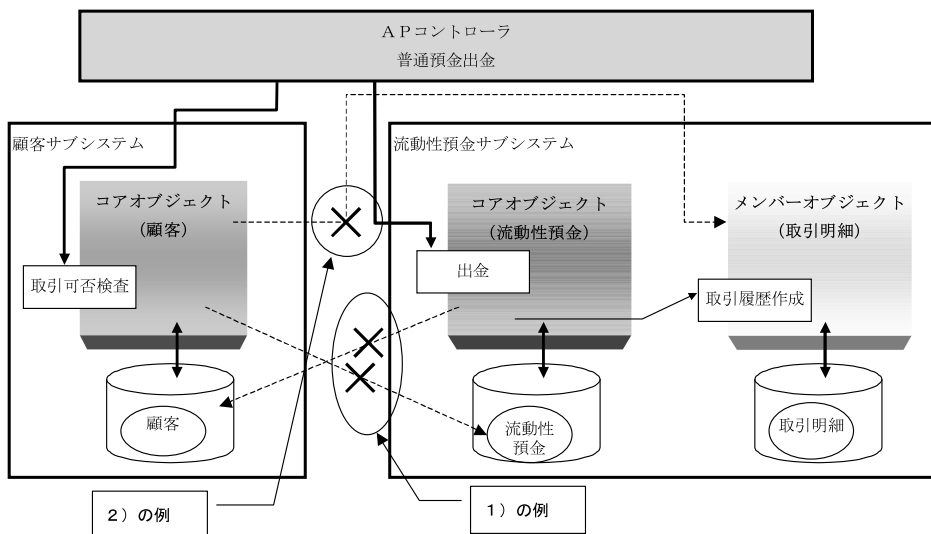 APコントローラ
普通預金出金
顧客サブシステム
流動性預金サブシステム
コアオブジェクト
(顧客)
コアオブジェクト
(流動性預金)
メンバーオブジェクト
(取引明細)
取引可否検査
出金
取引履歴作成
顧客
流動性
預金
取引明細
2)の例
1)の例